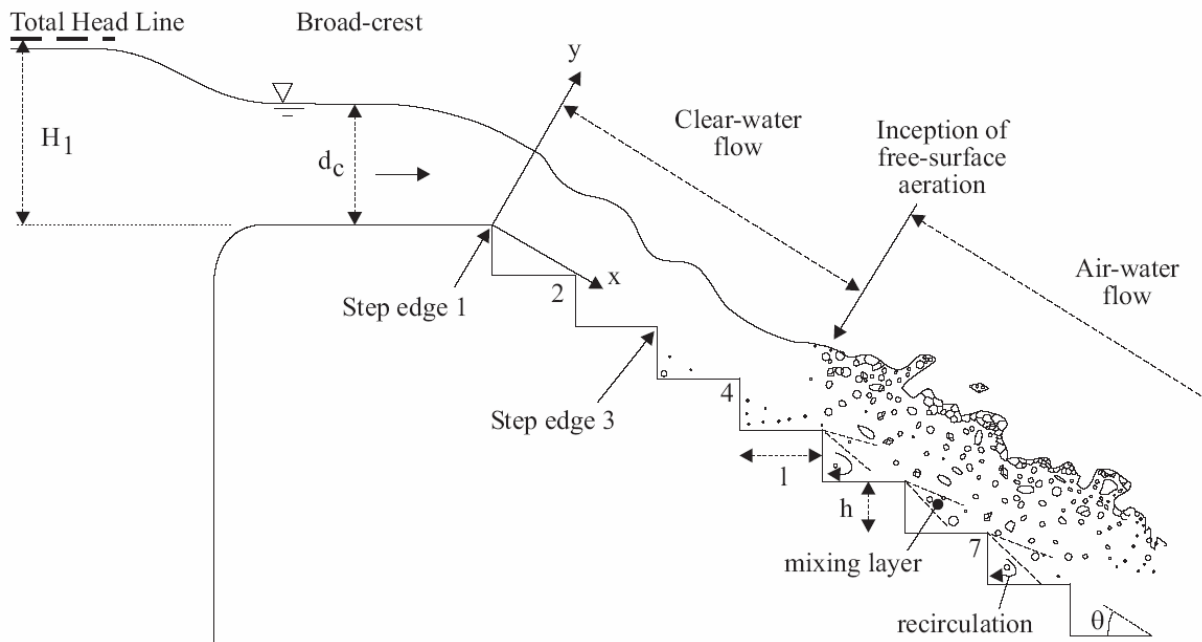 Total Head Line
Broad-crest
y
Clear-water
flow
Inception of
free-surface
aeration
H1
dc
Air-water
flow
x
2
Step edge 1
4
Step edge 3
l
h
7
mixing layer
recirculation
θ